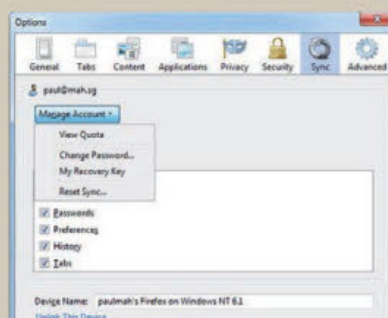 Options
General Tabs Content Applications Privacy Security Sync Advanced
paul@mah.sg
Manage Account
View Quota
Change Password...
My Recovery Key
Reset Sync...
Passwords
Preferences
History
Tabs
Device Name: paulmah's Firefox on Windows NT 6.1
Unlink This Device